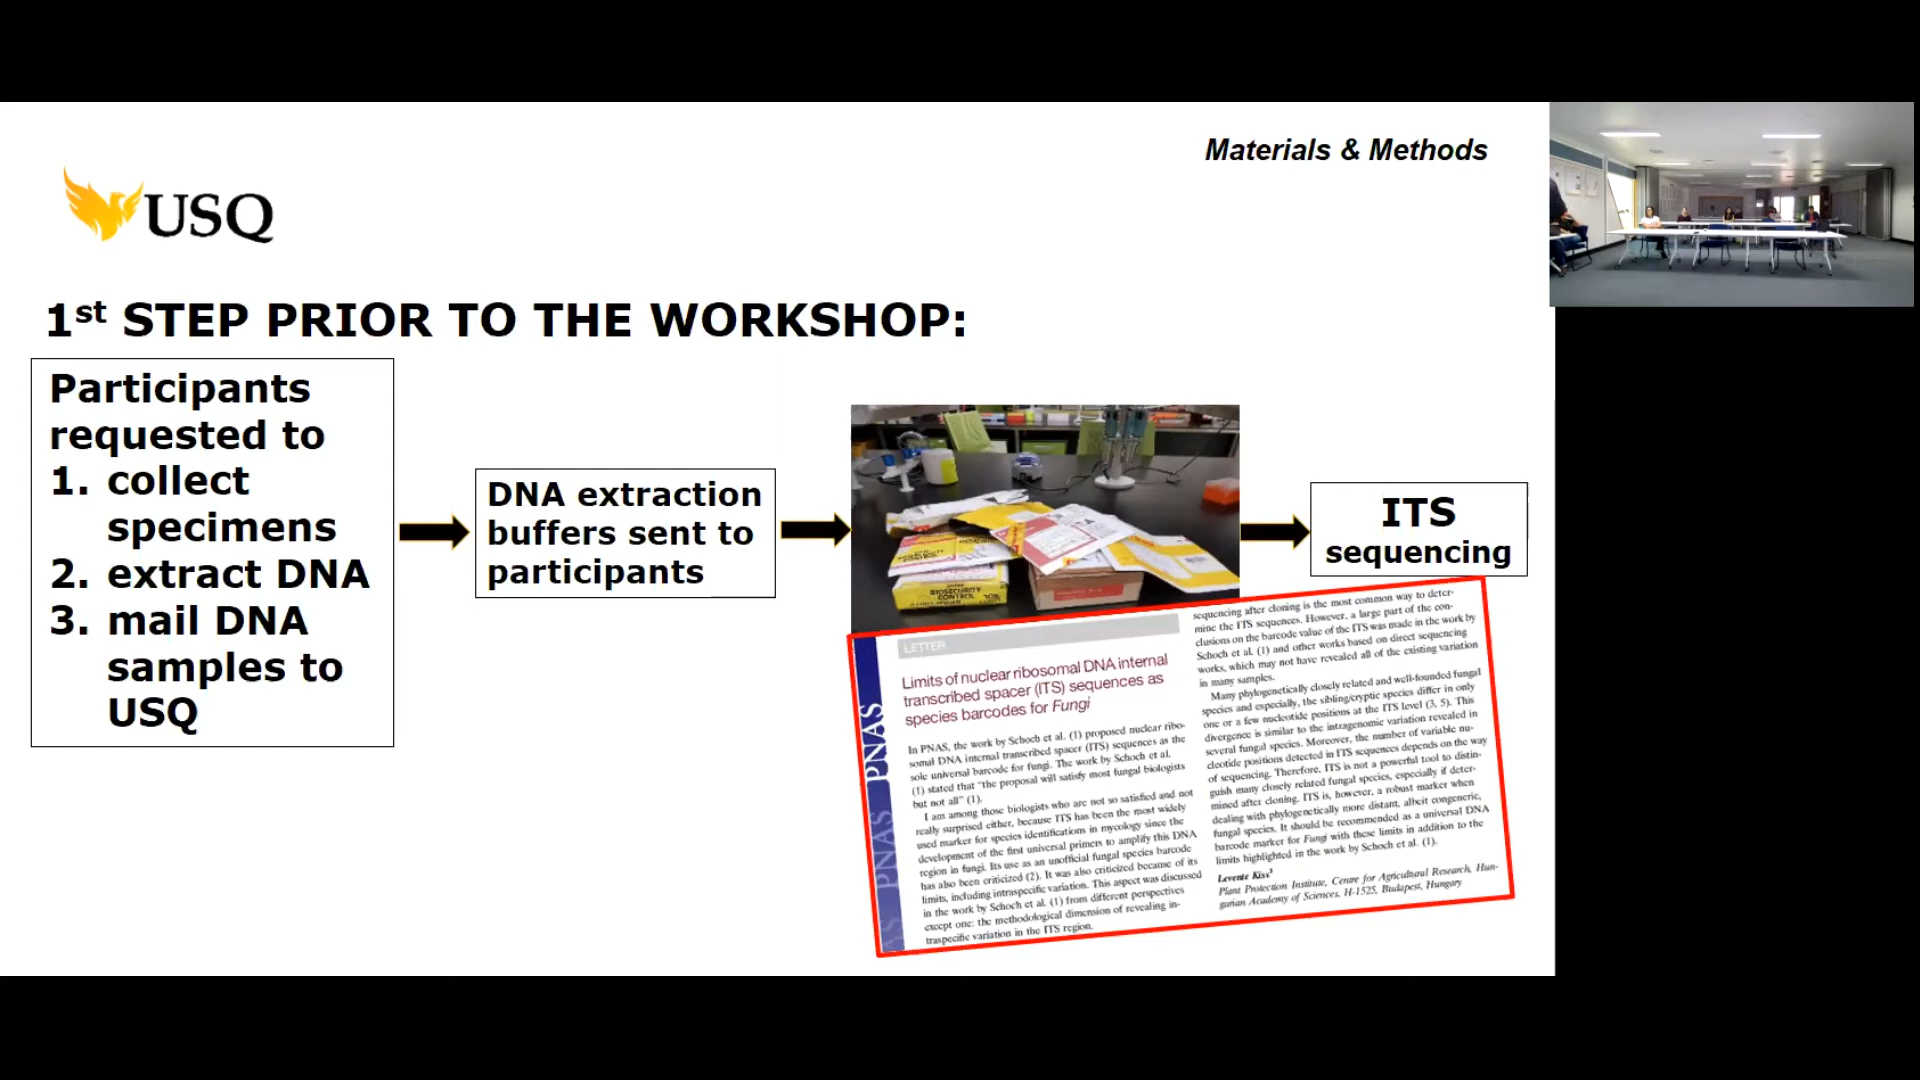 Materials & Methods
USQ
1st STEP PRIOR TO THE WORKSHOP:
Participants
requested to
1. collect
specimens
2. extract DNA
3. mail DNA
samples to
USQ
DNA extraction
buffers sent to
participants
BIOSECURITY
CONTROL
ITS
sequencing
PNAS
PNAS
LETTER
Limits of nuclear ribosomal DNA internal
transcribed spacer (ITS) sequences as
species barcodes for Fungi
In PNAS, the work by Schoch et al. (1) proposed nuclear ribo-
somal DNA internal transcribed spacer (ITS) sequences as the
sole universal barcode for fungi. The work by Schoch et al.
(1) stated that "the proposal will satisfy most fungal biologists
but not all" (1).
I am among those biologists who are not so satisfied and not
really surprised either, because ITS has been the most widely
used marker for species identifications in mycology since the
development of the first universal primers to amplify this DNA
region in fungi. Its use as an unofficial fungal species barcode
has also been criticized (2). It was also criticized because of its
limits, including intraspecific variation. This aspect was discussed
in the work by Schoch et al. (1) from different perspectives
except one: the methodological dimension of revealing in-
traspecific variation in the ITS region.
sequencing after cloning is the most common way to deter-
mine the ITS sequences. However, a large part of the con-
clusions on the barcode value of the ITS was made in the work by
Schoch et al. (1) and other works based on direct sequencing
works, which may not have revealed all of the existing variation
in many samples.
Many phylogenetically closely related and well-founded fungal
species and especially, the sibling/cryptic species differ in only
one or a few nucleotide positions at the ITS level (3, 5). This
divergence is similar to the intragenomic variation revealed in
several fungal species. Moreover, the number of variable nu-
cleotide positions detected in ITS sequences depends on the way
of sequencing. Therefore, ITS is not a powerful tool to distin-
guish many closely related fungal species, especially if deter-
mined after cloning. ITS is, however, a robust marker when
dealing with phylogenetically more distant, albeit congeneric,
fungal species. It should be recommended as a universal DNA
barcode marker for Fungi with these limits in addition to the
limits highlighted in the work by Schoch et al. (1).
Levente Kiss1
Plant Protection Institute, Centre for Agricultural Research, Hun-
garian Academy of Sciences, H-1525, Budapest, Hungary